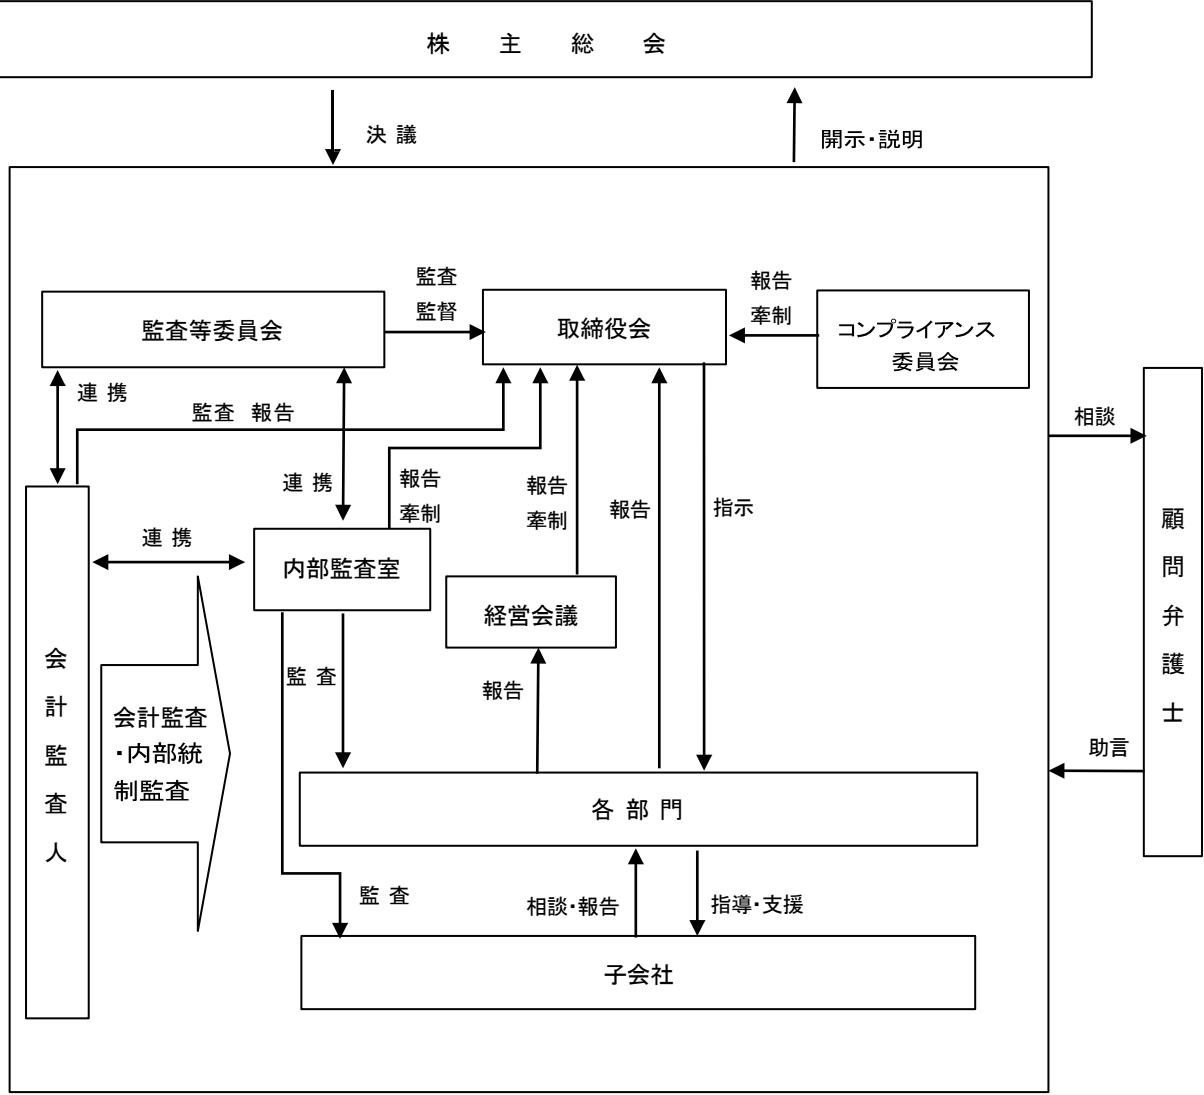 株 主 総 会
決 議
開示・説明
監査
監督
報告
牽制
監査等委員会
取締役会
コンプライアンス
委員会
連 携
監査 報告
相談
連 携
報告
牽制
報告
牽制
報告
指示
顧
問
弁
護
士
連 携
内部監査室
経営会議
会
計
監
査
人
監 査
報告
会計監査
・内部統
制監査
助言
各 部 門
監 査
相談・報告
指導・支援
子会社